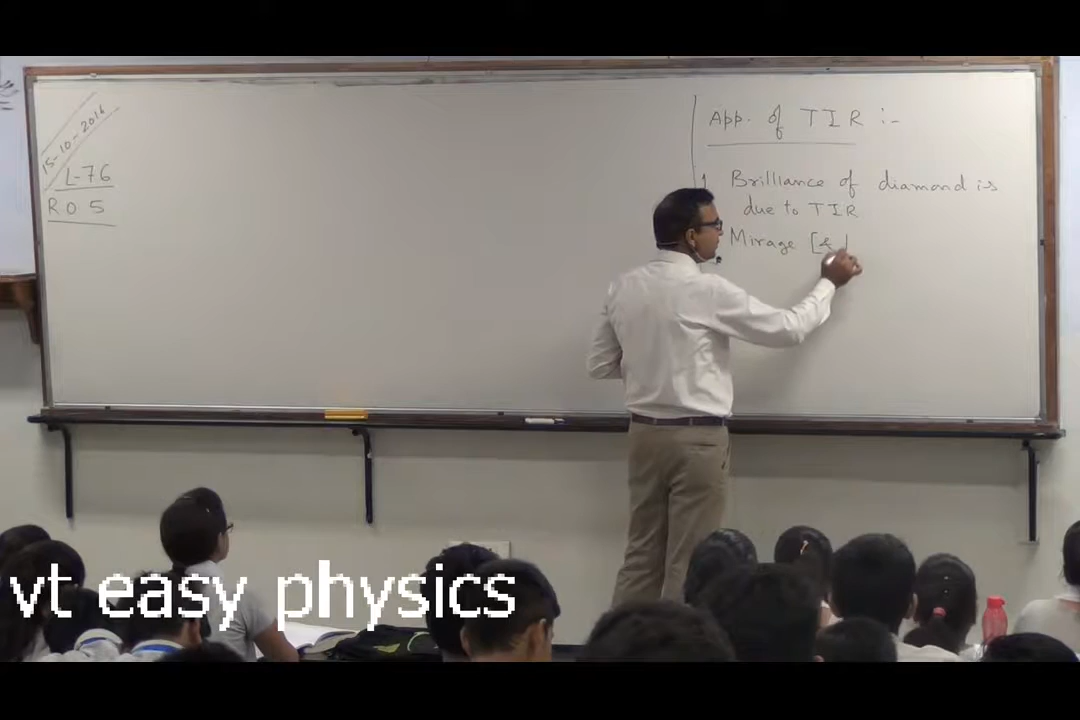 15-10-2016
L-76
R05
App. of TIR :-
1 Brilliance of diamond is
due to TIR
Mirage [&
vt easy physics